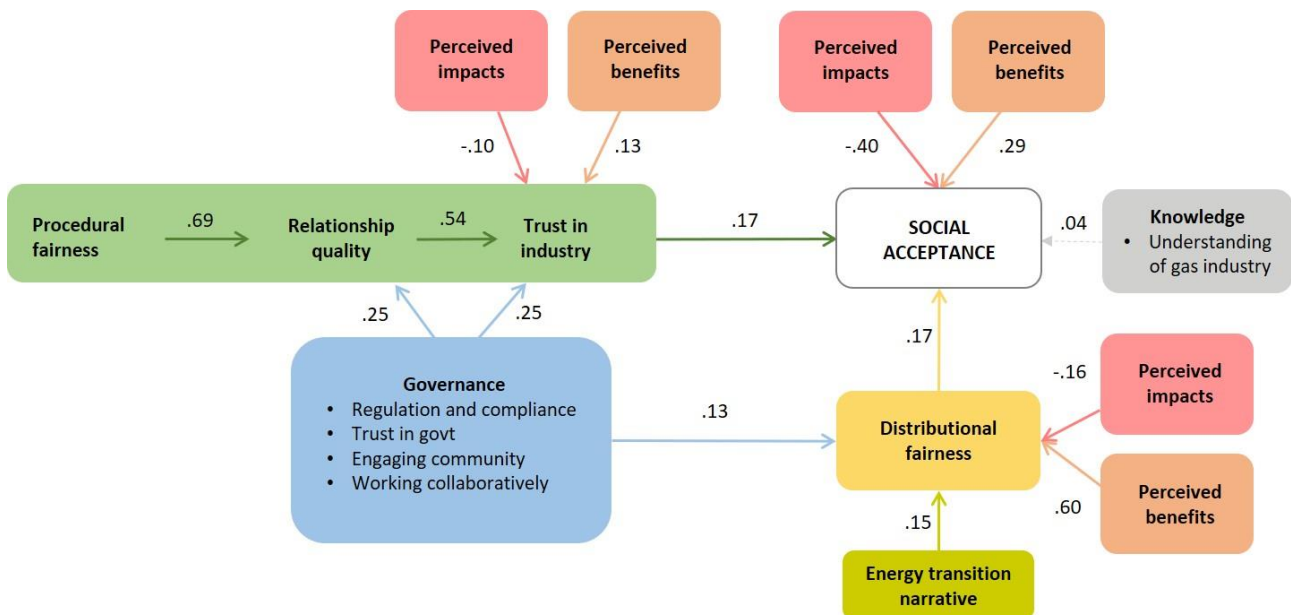 Perceived
impacts
Perceived
benefits
Perceived
impacts
Perceived
benefits
-.10
.13
-.40
.29
Procedural
fairness
.69
Relationship
quality
.54
Trust in
industry
.17
SOCIAL
ACCEPTANCE
.04
Knowledge
• Understanding
of gas industry
.25
.25
.17
Governance
• Regulation and compliance
• Trust in govt
• Engaging community
• Working collaboratively
.13
Distributional
fairness
-.16
Perceived
impacts
.60
Perceived
benefits
.15
Energy transition
narrative